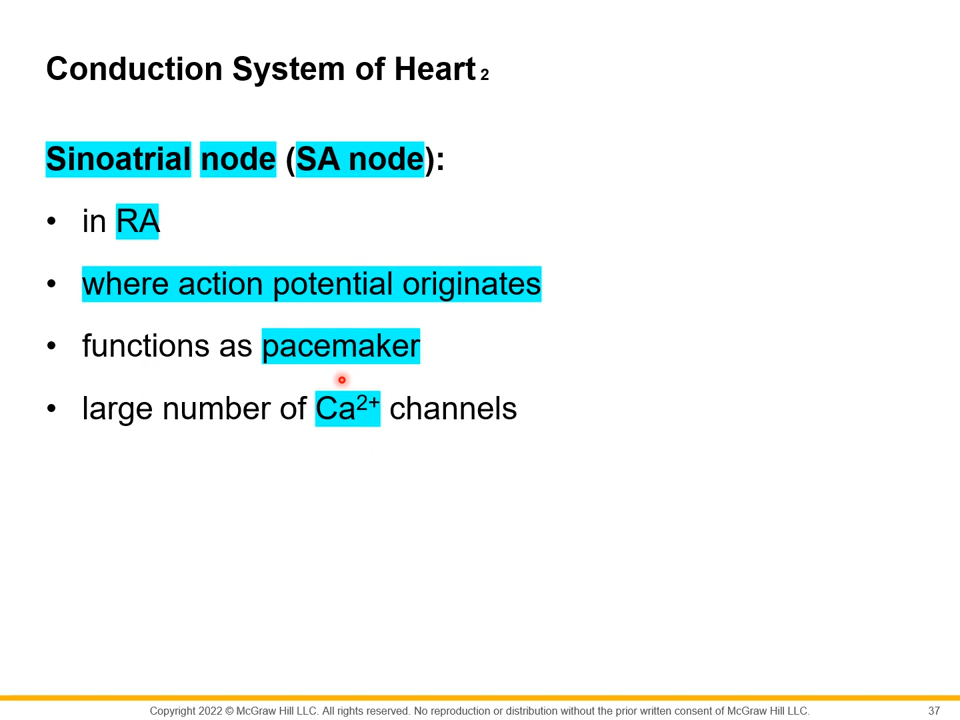 Conduction System of Heart 2
Sinoatrial node (SA node):
• in RA
• where action potential originates
• functions as pacemaker
• large number of Ca²⁺ channels
Copyright 2022 © McGraw Hill LLC. All rights reserved. No reproduction or distribution without the prior written consent of McGraw Hill LLC.
37